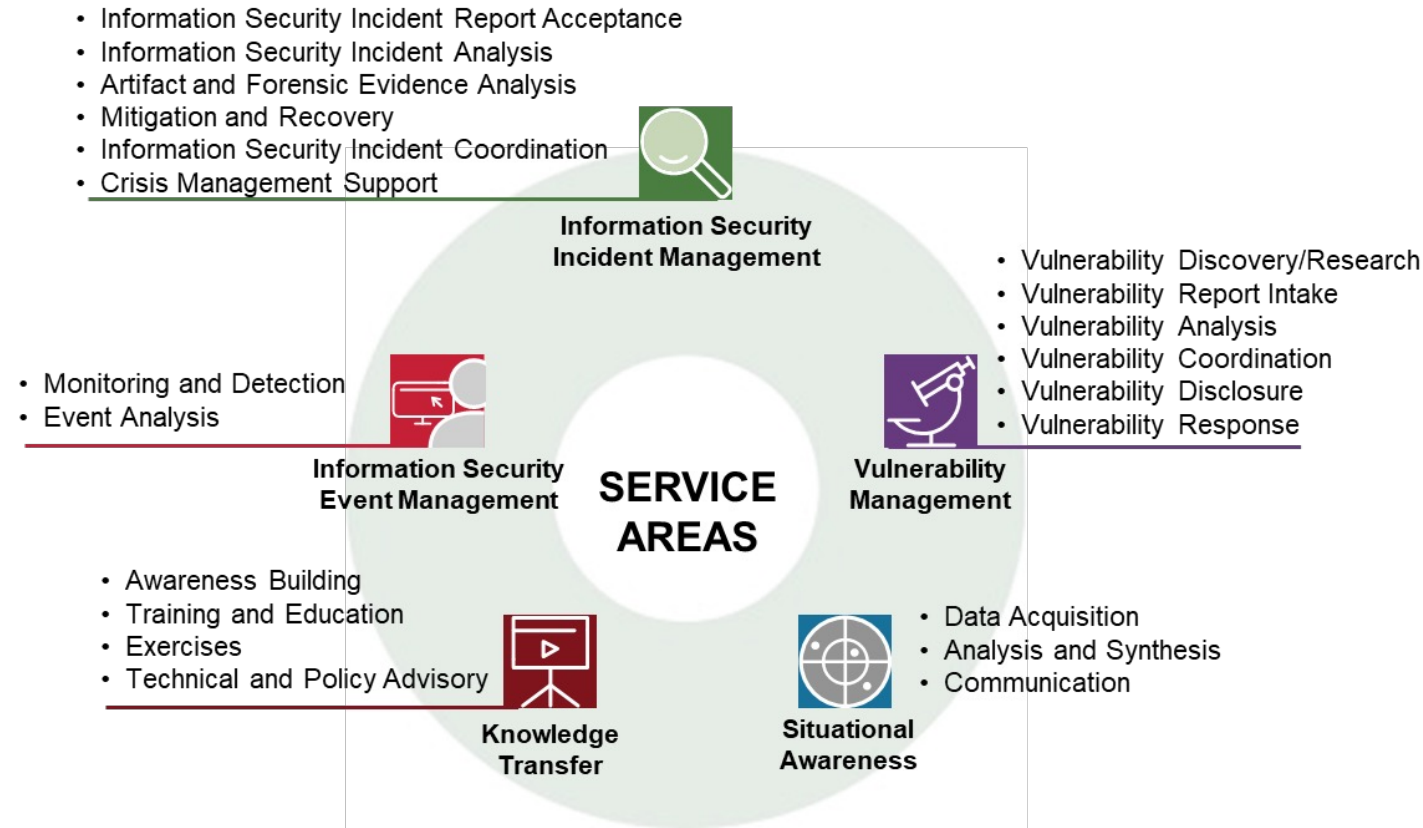 • Information Security Incident Report Acceptance
• Information Security Incident Analysis
• Artifact and Forensic Evidence Analysis
• Mitigation and Recovery
• Information Security Incident Coordination
• Crisis Management Support
Information Security
Incident Management
• Vulnerability Discovery/Research
• Vulnerability Report Intake
• Vulnerability Analysis
• Vulnerability Coordination
• Vulnerability Disclosure
• Vulnerability Response
Vulnerability
Management
• Monitoring and Detection
• Event Analysis
Information Security
Event Management
SERVICE
AREAS
• Awareness Building
• Training and Education
• Exercises
• Technical and Policy Advisory
Knowledge
Transfer
• Data Acquisition
• Analysis and Synthesis
• Communication
Situational
Awareness